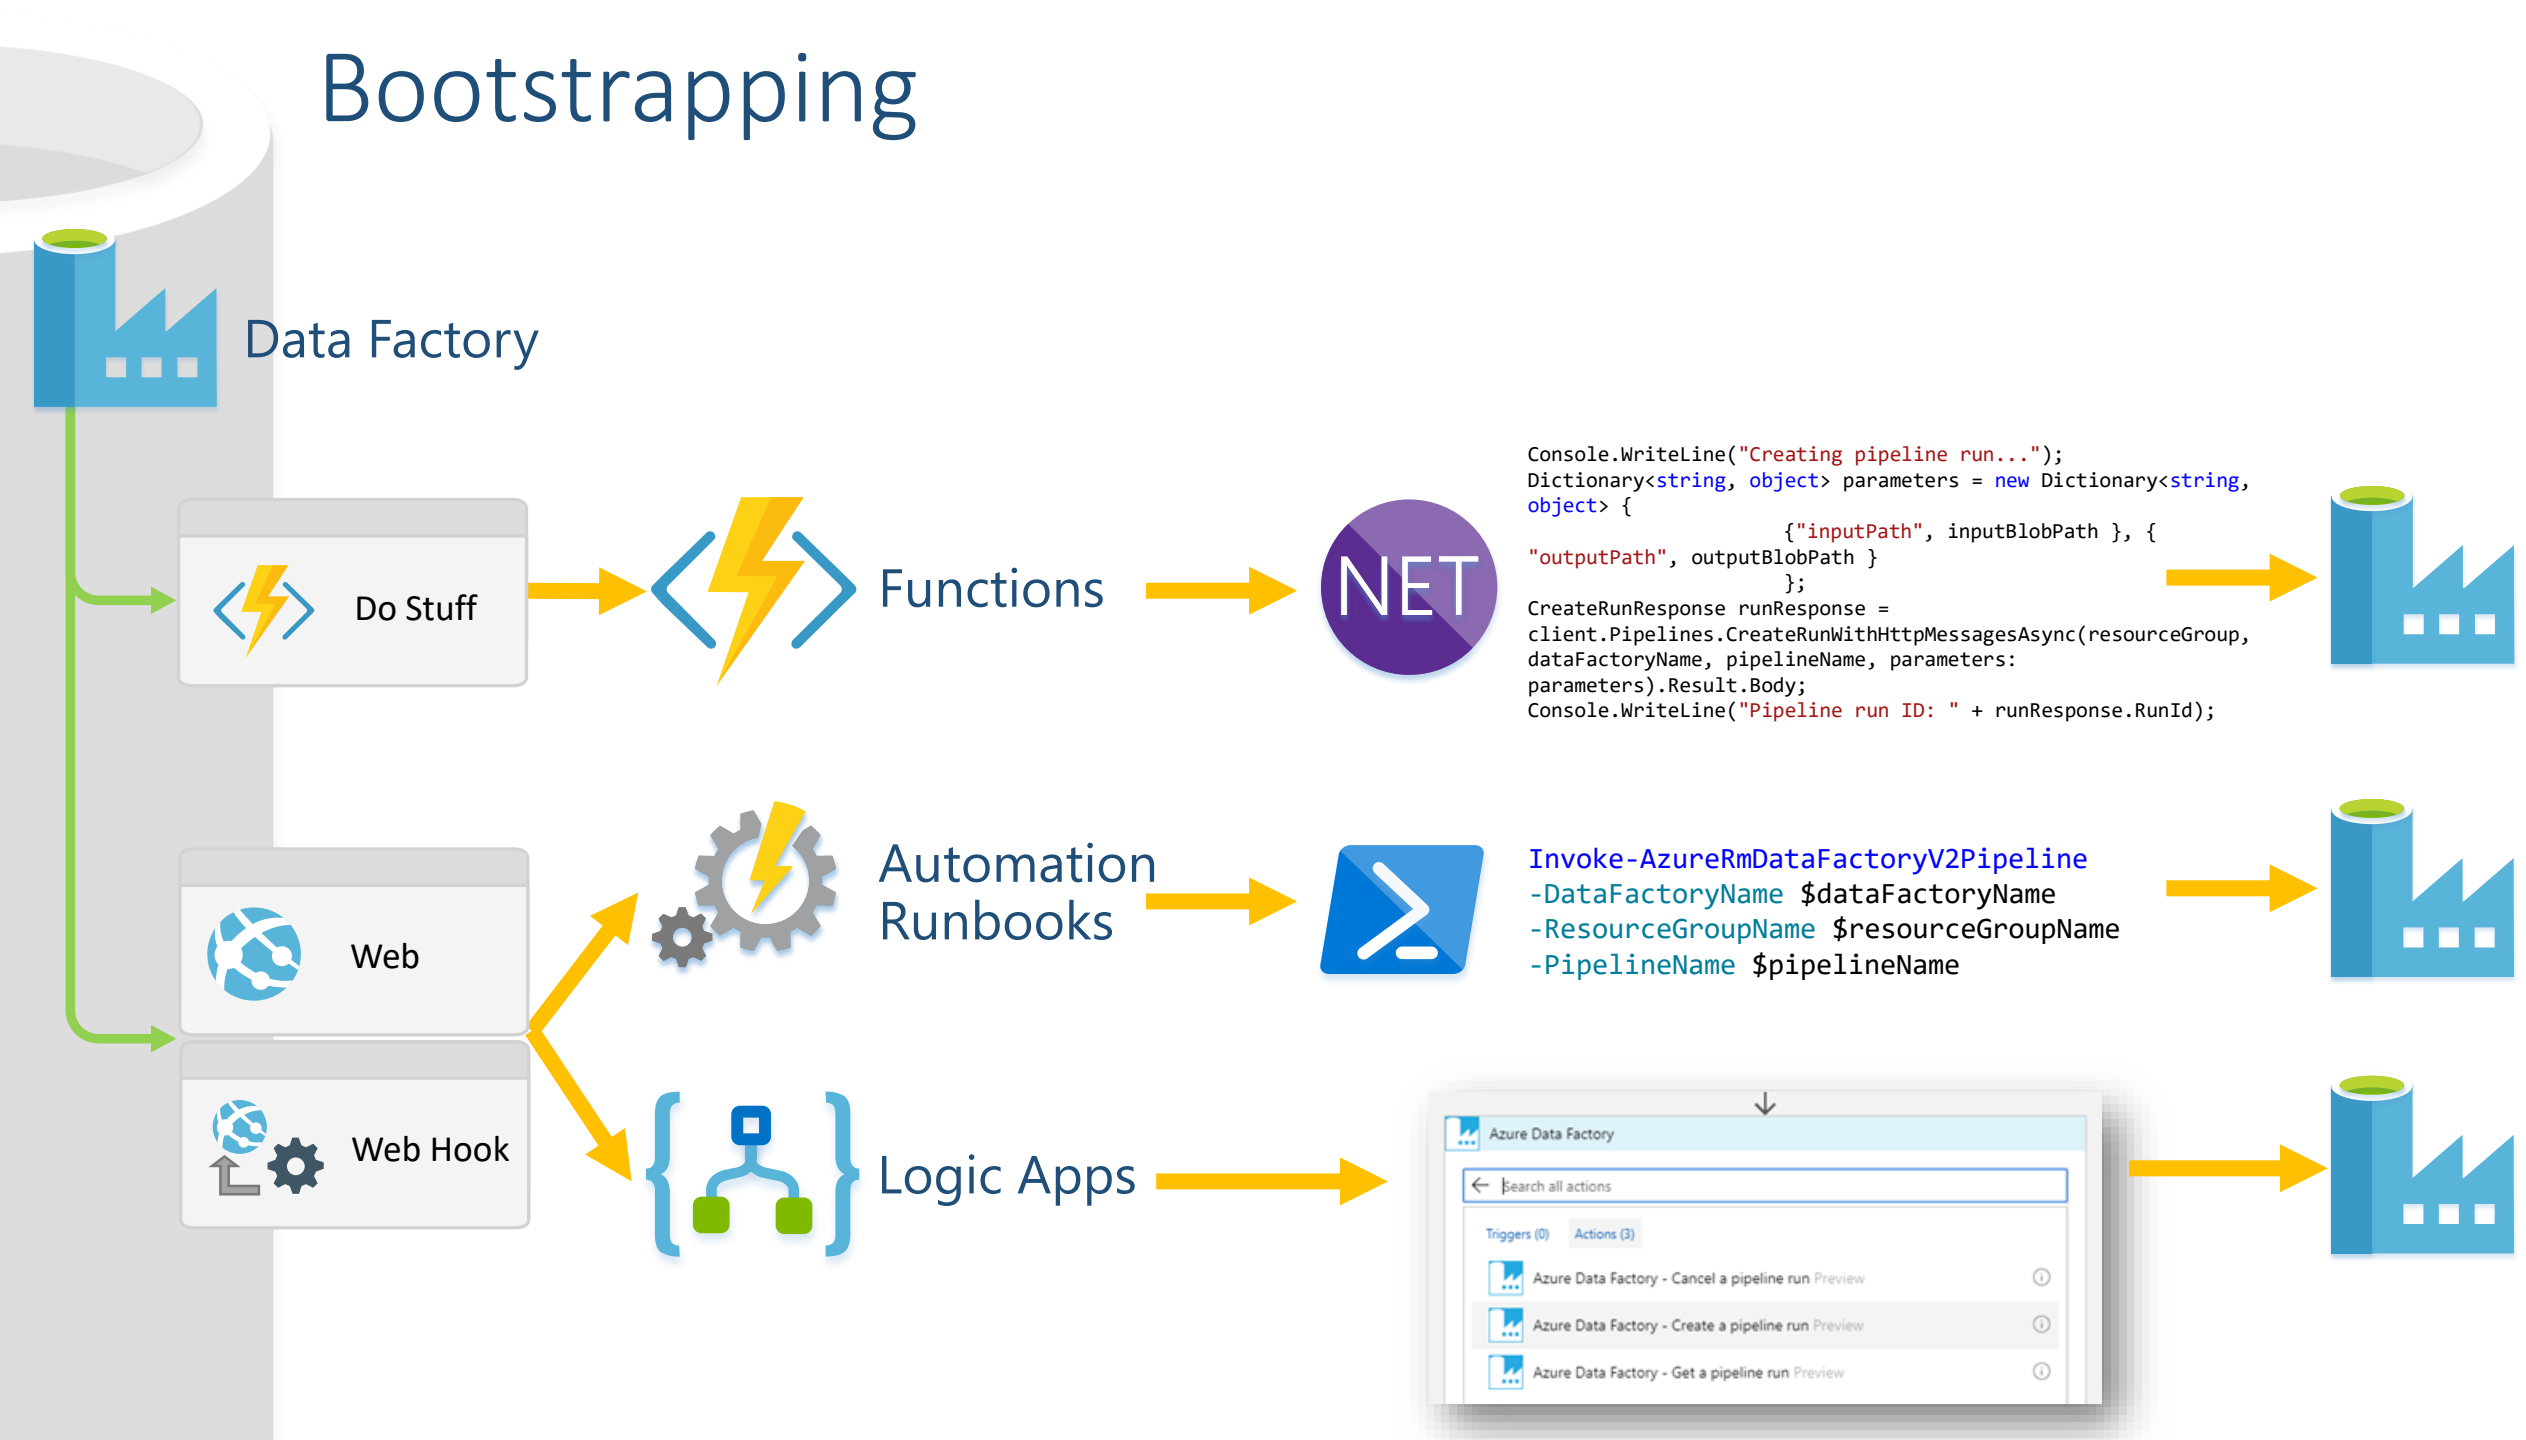 Bootstrapping
Data Factory
Do Stuff
Functions
NET
Console.WriteLine("Creating pipeline run...");
Dictionary<string, object> parameters = new Dictionary<string,
object> {
{"inputPath", inputBlobPath }, {
"outputPath", outputBlobPath }
};
CreateRunResponse runResponse =
client.Pipelines.CreateRunWithHttpMessagesAsync(resourceGroup,
dataFactoryName, pipelineName, parameters:
parameters).Result.Body;
Console.WriteLine("Pipeline run ID: " + runResponse.RunId);
Web
Automation
Runbooks
Invoke-AzureRmDataFactoryV2Pipeline
-DataFactoryName $dataFactoryName
-ResourceGroupName $resourceGroupName
-PipelineName $pipelineName
Web Hook
Logic Apps
Azure Data Factory
Search all actions
Triggers (0) Actions (3)
Azure Data Factory - Cancel a pipeline run Preview
Azure Data Factory - Create a pipeline run Preview
Azure Data Factory - Get a pipeline run Preview